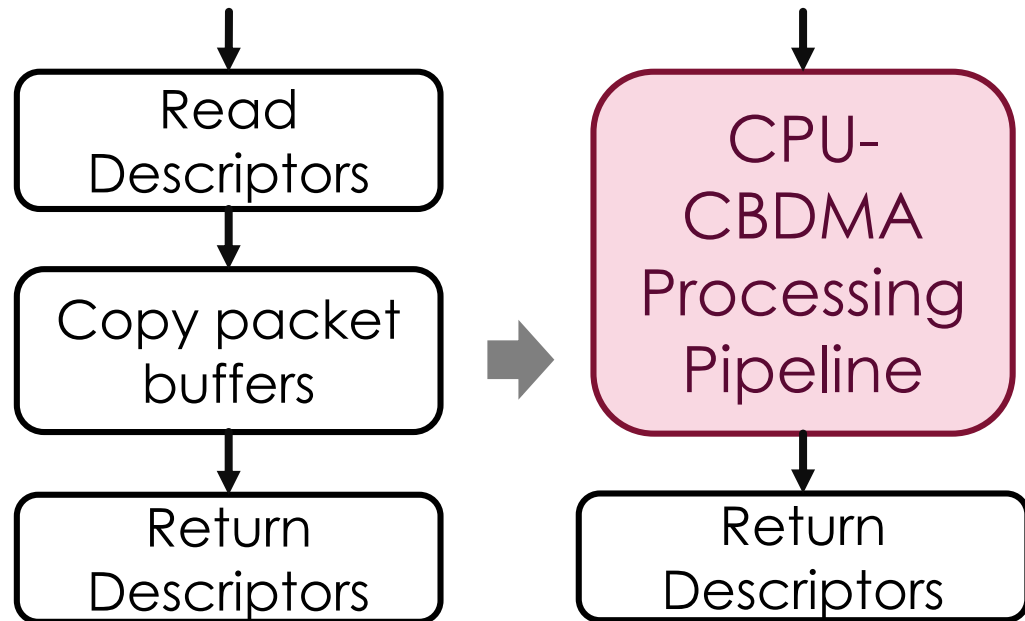 Read
Descriptors
Copy packet
buffers
Return
Descriptors
CPU-
CBDMA
Processing
Pipeline
Return
Descriptors